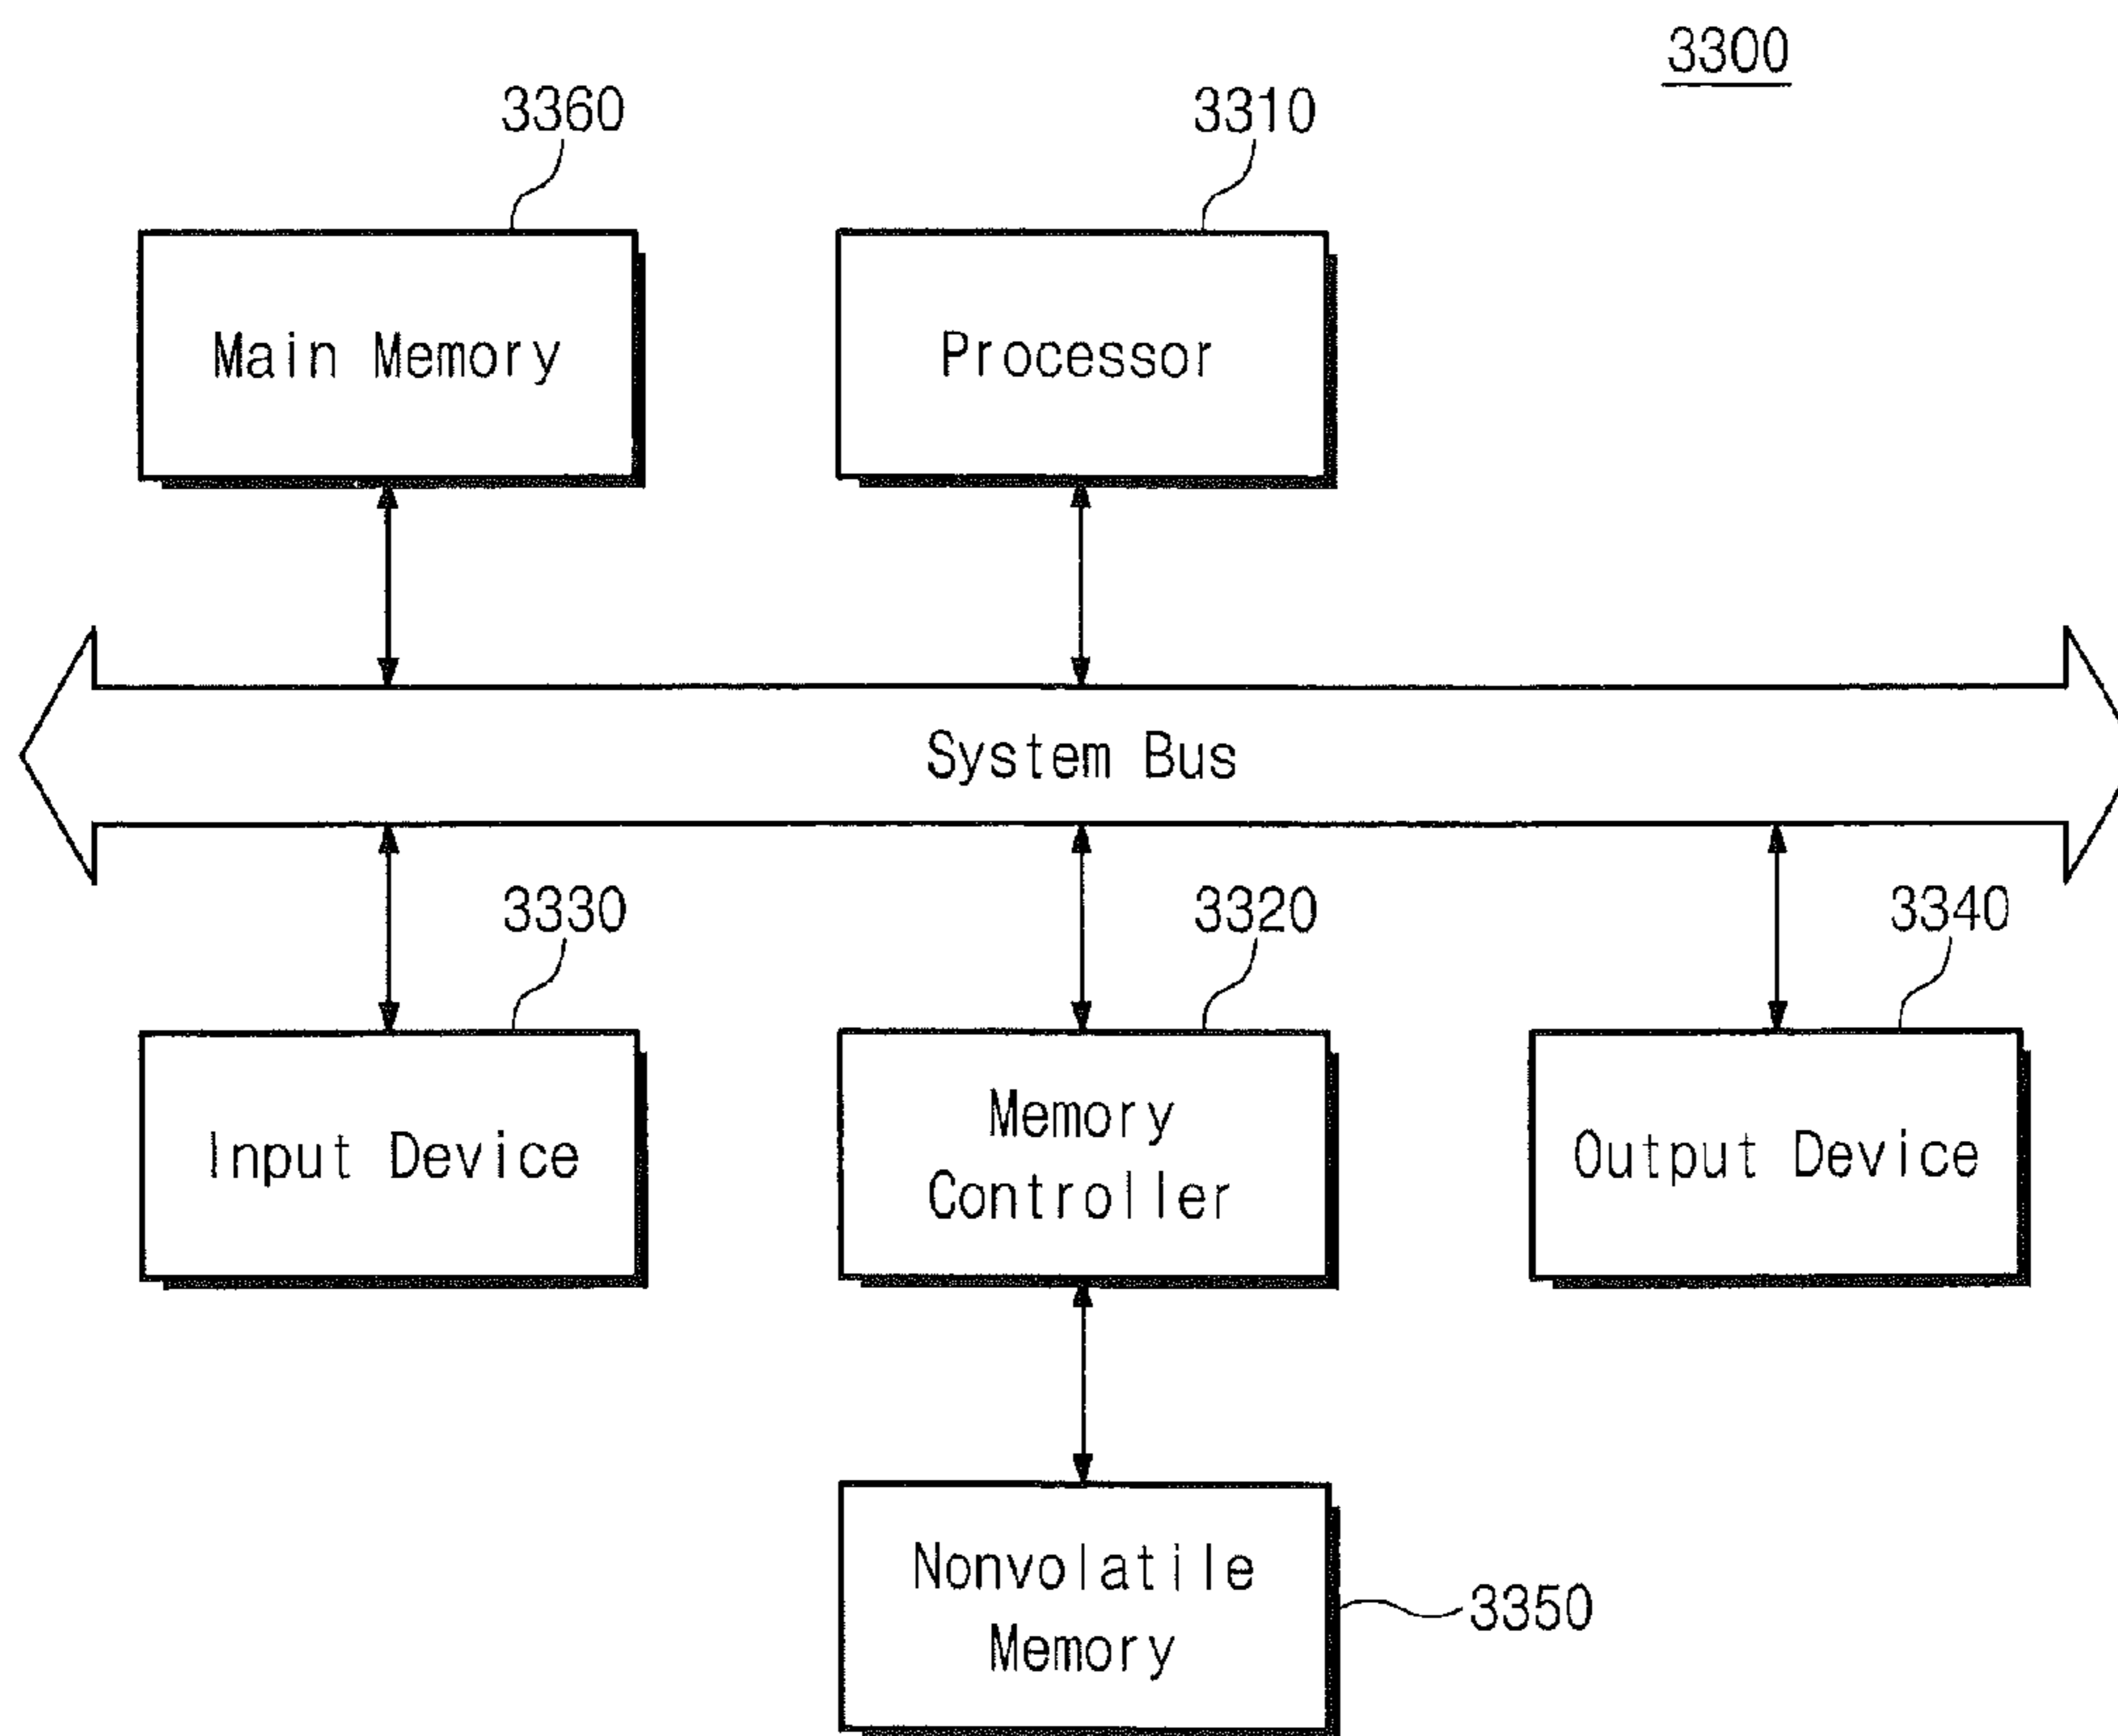 3300
3360
3310
Main Memory
Processor
System Bus
3330
3320
3340
Input Device
Memory
Controller
Output Device
Nonvolatile
Memory
3350